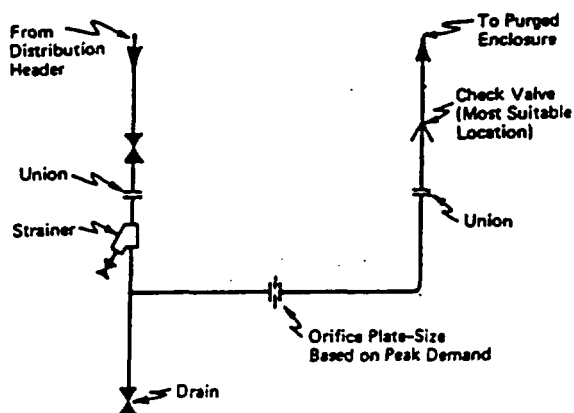 From
Distribution
Header
To Purged
Enclosure
Check Valve
(Most Suitable
Location)
Union
Union
Strainer
Orifice Plate-Size
Based on Peak Demand
Drain